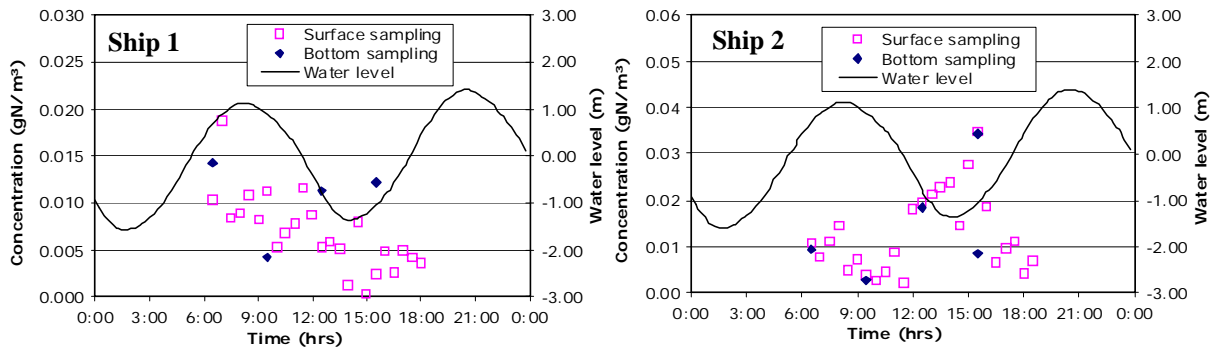 Ship 1
Surface sampling
Bottom sampling
Water level
Concentration (gN/m³)
0.030
0.025
0.020
0.015
0.010
0.005
0.000
3.00
2.00
1.00
0.00
-1.00
-2.00
-3.00
Water level (m)
0:00 3:00 6:00 9:00 12:00 15:00 18:00 21:00 0:00
Time (hrs)
Ship 2
Surface sampling
Bottom sampling
Water level
Concentration (gN/m³)
0.06
0.05
0.04
0.03
0.02
0.01
0.00
3.00
2.00
1.00
0.00
-1.00
-2.00
-3.00
Water level (m)
0:00 3:00 6:00 9:00 12:00 15:00 18:00 21:00 0:00
Time (hrs)